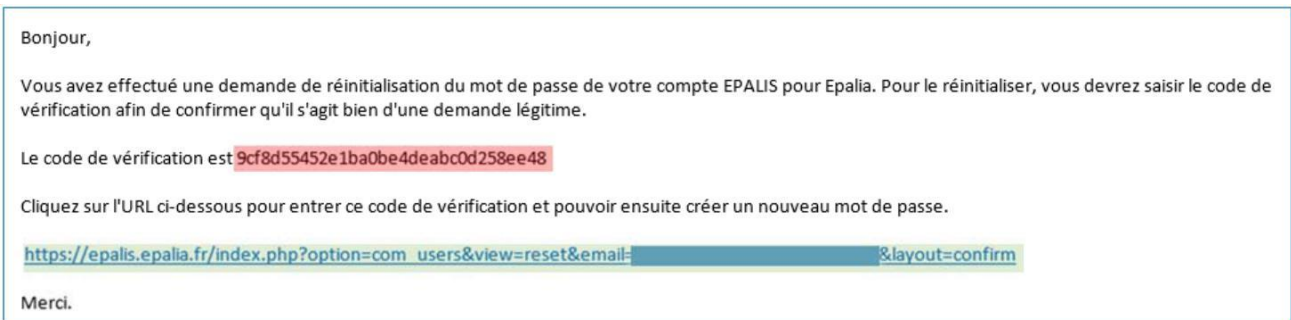 Bonjour,
Vous avez effectué une demande de réinitialisation du mot de passe de votre compte EPALIS pour Epalia. Pour le réinitialiser, vous devrez saisir le code de
vérification afin de confirmer qu'il s'agit bien d'une demande légitime.
Le code de vérification est 9cf8d55452e1ba0be4deabc0d258ee48
Cliquez sur l'URL ci-dessous pour entrer ce code de vérification et pouvoir ensuite créer un nouveau mot de passe.
https://epalis.epalia.fr/index.php?option=com_users&view=reset&email= &layout=confirm
Merci.